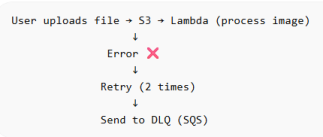 User uploads file → S3 → Lambda (process image)
↓
Error ❌
↓
Retry (2 times)
↓
Send to DLQ (SQS)